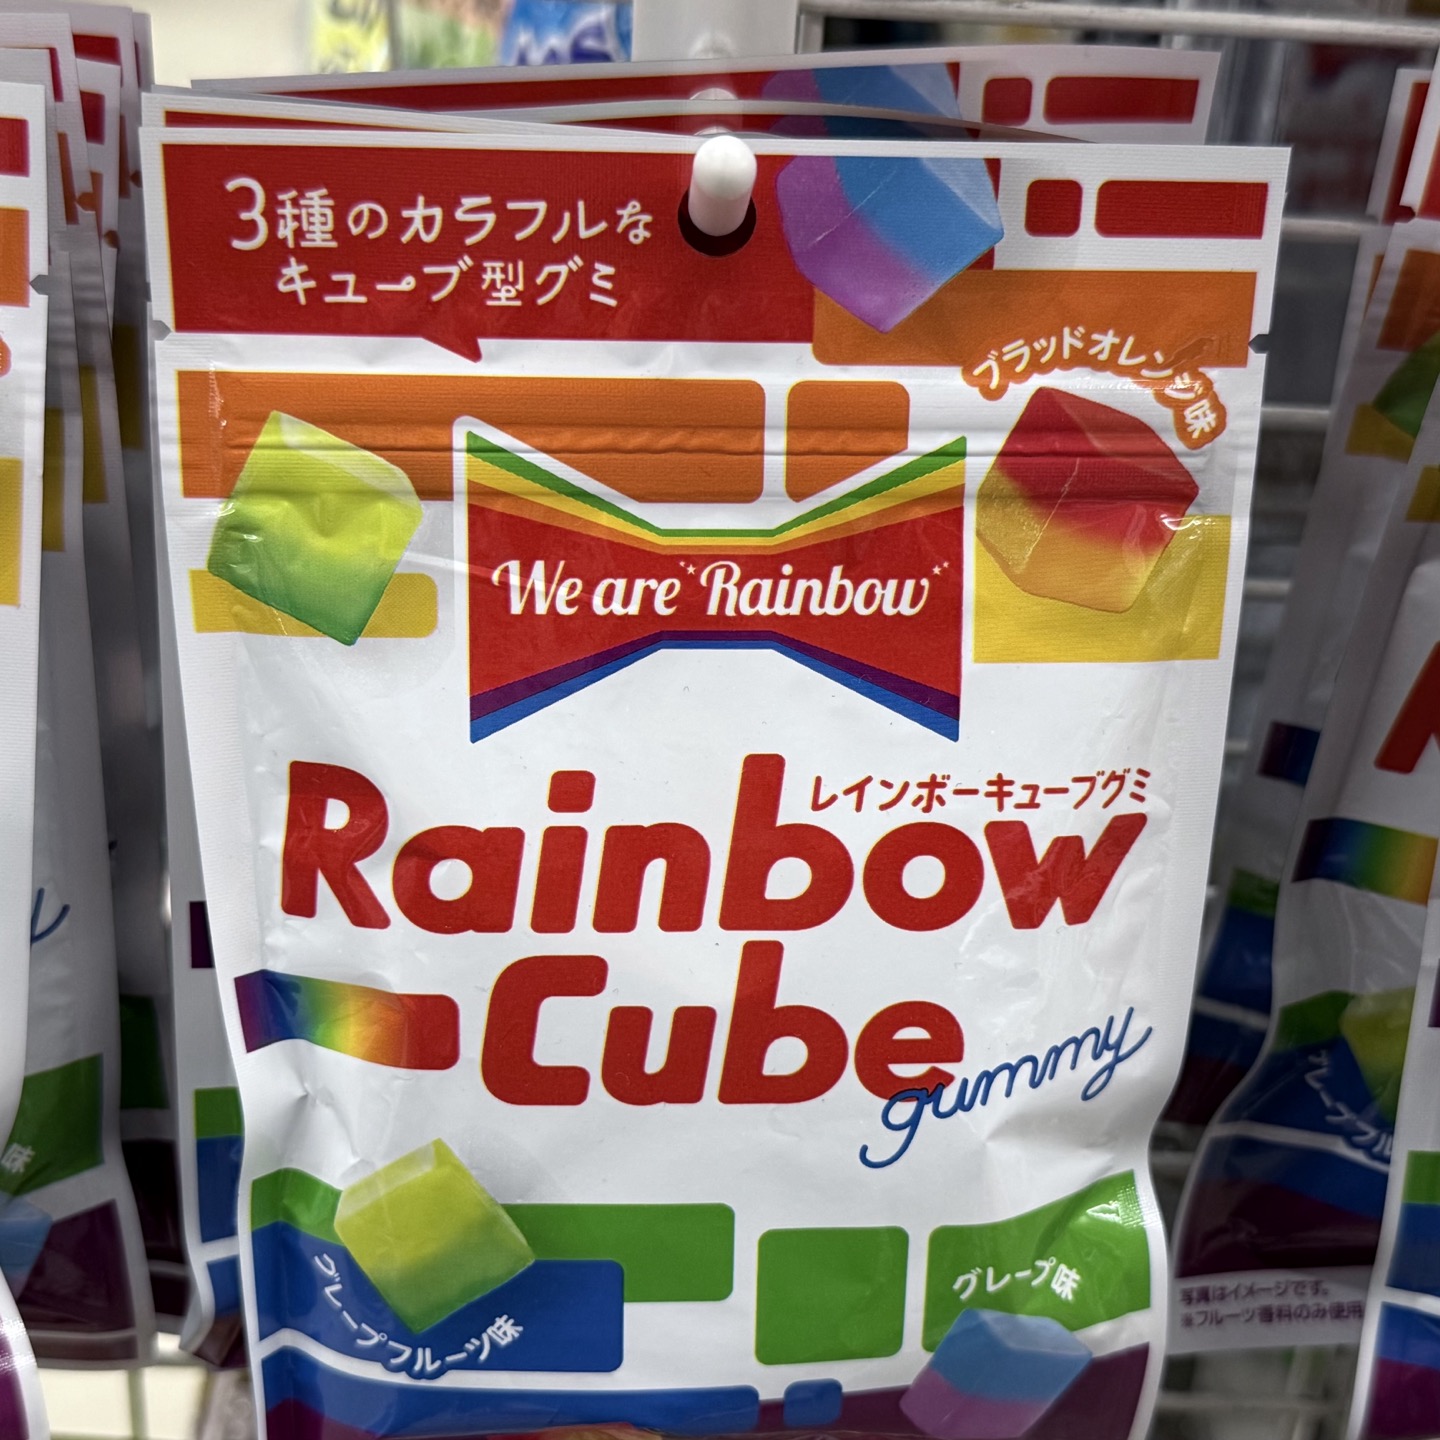 3種のカラフルな
キューブ型グミ
ブラッドオレンジ味
We are Rainbow
レインボーキューブグミ
Rainbow
Cube
gummy
グレープフルーツ味
グレープ味
写真はイメージです。
※フルーツ香料のみ使用
味